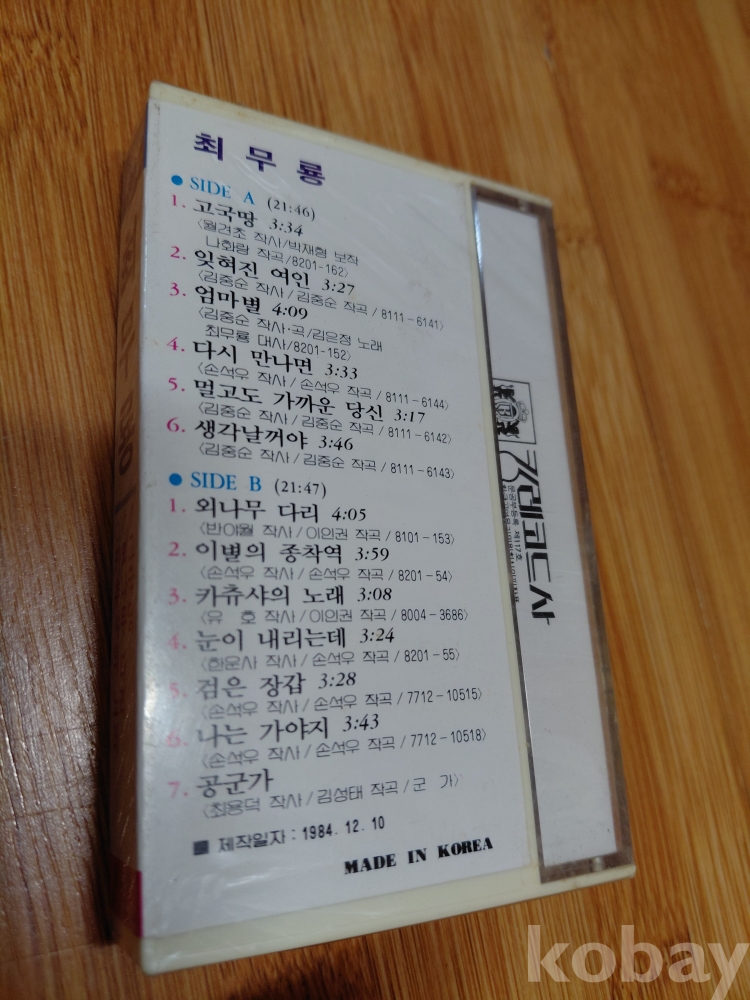 최무룡
● SIDE A (21:46)
1. 고국땅 3:34
〈월견초 작사/박재형 보작
나화랑 작곡/8201-162〉
2. 잊혀진 여인 3:27
〈김중순 작사/김중순 작곡/8111-6141〉
3. 엄마별 4:09
〈김중순 작사·곡/김은정 노래
최무룡 대사/8201-152〉
4. 다시 만나면 3:33
〈손석우 작사/손석우 작곡/8111-6144〉
5. 멀고도 가까운 당신 3:17
〈김중순 작사/김중순 작곡/8111-6142〉
6. 생각날꺼야 3:46
〈김중순 작사/김중순 작곡/8111-6143〉
● SIDE B (21:47)
1. 외나무 다리 4:05
〈반야월 작사/이인권 작곡/8101-153〉
2. 이별의 종착역 3:59
〈손석우 작사/손석우 작곡/8201-54〉
3. 카츄샤의 노래 3:08
〈유 호 작사/이인권 작곡/8004-3686〉
4. 눈이 내리는데 3:24
〈한운사 작사/손석우 작곡/8201-55〉
5. 검은 장갑 3:28
〈손석우 작사/손석우 작곡/7712-10515〉
6. 나는 가야지 3:43
〈손석우 작사/손석우 작곡/7712-10518〉
7. 공군가
〈최용덕 작사/김성태 작곡/군 가〉
■ 제작일자 : 1984. 12. 10
MADE IN KOREA
레코드사
kobay